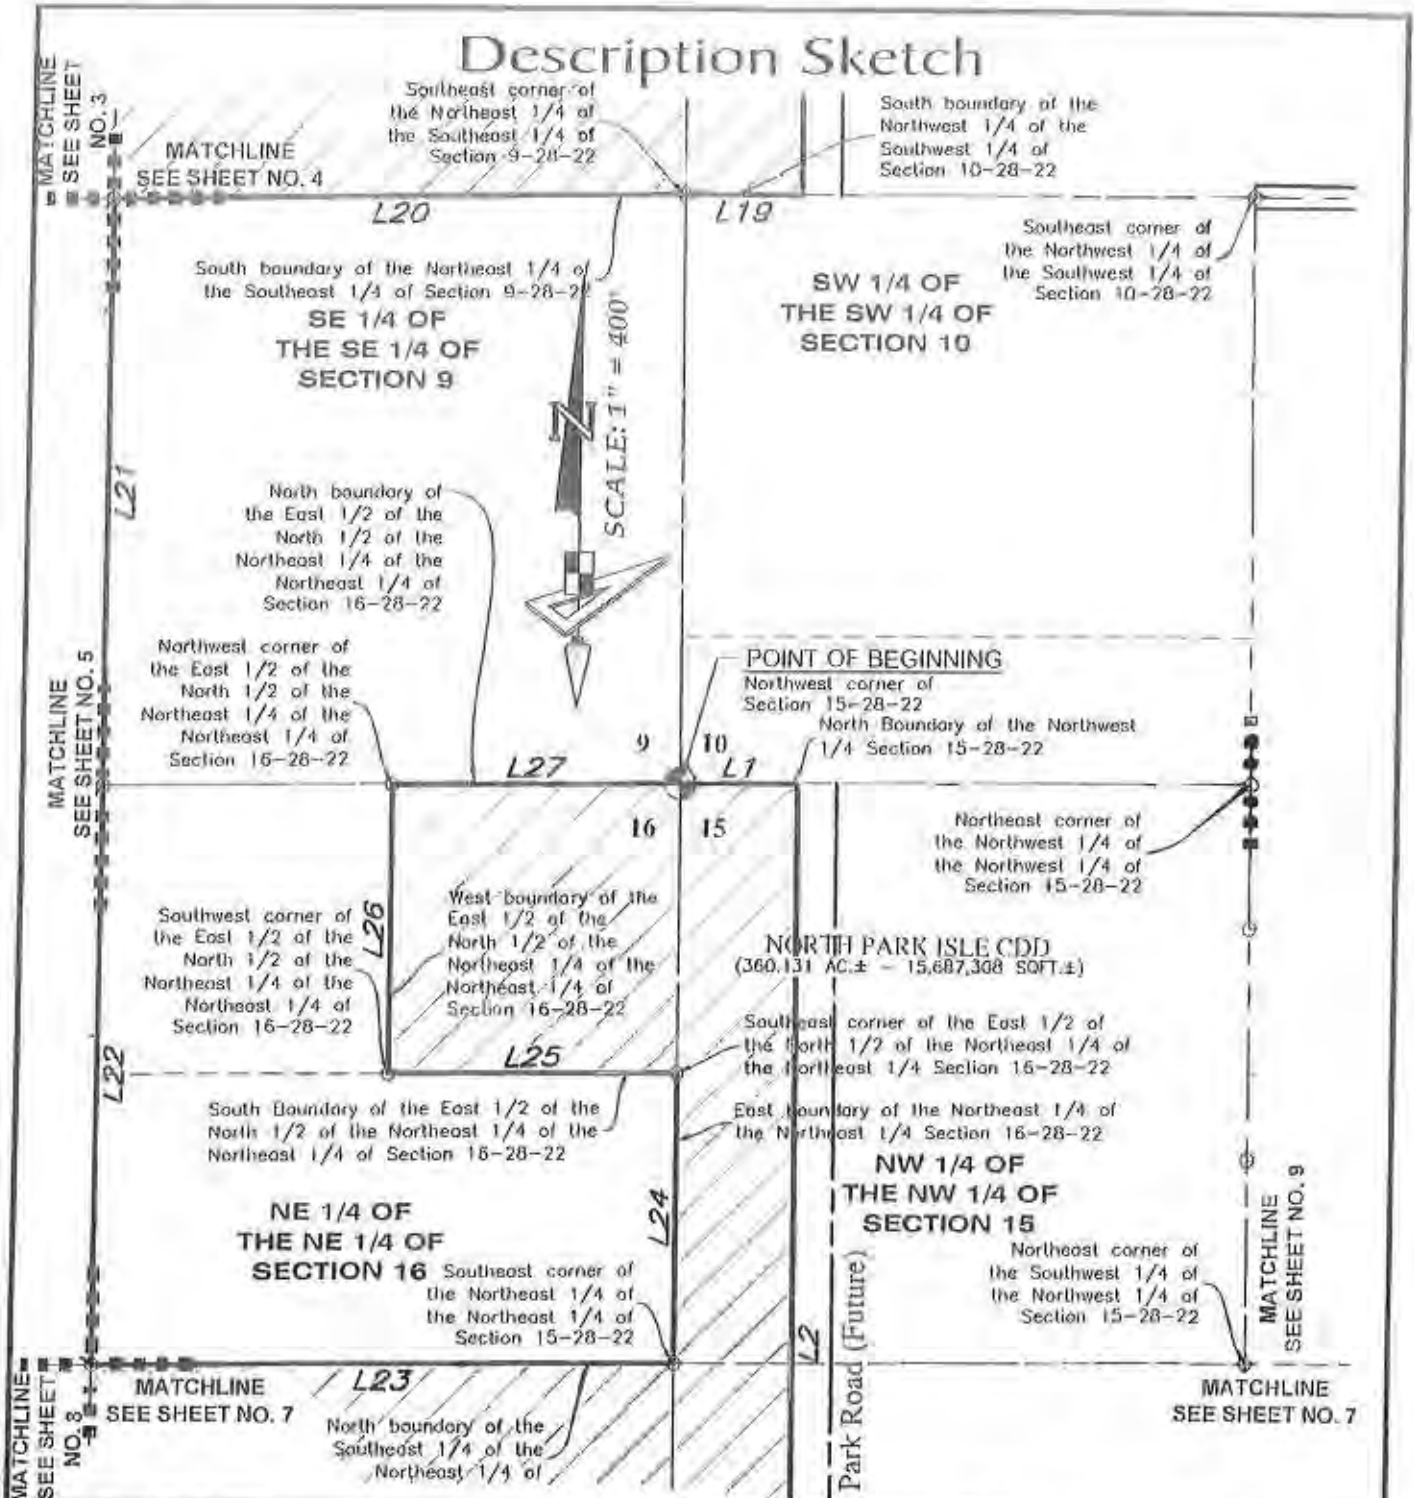 Description Sketch
MATCHLINE
SEE SHEET
NO. 3
MATCHLINE
SEE SHEET NO. 4
Southeast corner of
the Northeast 1/4 of
the Southeast 1/4 of
Section 9-28-22
South boundary of the
Northwest 1/4 of the
Southwest 1/4 of
Section 10-28-22
L20
L19
Southeast corner of
the Northwest 1/4 of
the Southwest 1/4 of
Section 10-28-22
South boundary of the Northeast 1/4 of
the Southeast 1/4 of Section 9-28-22
SE 1/4 OF
THE SE 1/4 OF
SECTION 9
SW 1/4 OF
THE SW 1/4 OF
SECTION 10
N
SCALE: 1" = 400'
L21
North boundary of
the East 1/2 of the
North 1/2 of the
Northeast 1/4 of the
Northeast 1/4 of
Section 16-28-22
Northwest corner of
the East 1/2 of the
North 1/2 of the
Northeast 1/4 of the
Northeast 1/4 of
Section 16-28-22
MATCHLINE
SEE SHEET NO. 5
POINT OF BEGINNING
Northwest corner of
Section 15-28-22
North Boundary of the Northwest
1/4 Section 15-28-22
9
10
L27
L1
16
15
Northeast corner of
the Northwest 1/4 of
the Northwest 1/4 of
Section 15-28-22
West boundary of the
East 1/2 of the
North 1/2 of the
Northeast 1/4 of the
Northeast 1/4 of
Section 16-28-22
L26
Southwest corner of
the East 1/2 of the
North 1/2 of the
Northeast 1/4 of the
Northeast 1/4 of
Section 16-28-22
NORTH PARK ISLE CDD
(360.131 AC.± - 15,687,308 SQFT.±)
Southeast corner of the East 1/2 of
the North 1/2 of the Northeast 1/4 of
the Northeast 1/4 Section 16-28-22
L25
L22
South Boundary of the East 1/2 of the
North 1/2 of the Northeast 1/4 of the
Northeast 1/4 of Section 16-28-22
East boundary of the Northeast 1/4 of
the Northeast 1/4 Section 16-28-22
NW 1/4 OF
THE NW 1/4 OF
SECTION 15
NE 1/4 OF
THE NE 1/4 OF
SECTION 16
L24
Southeast corner of
the Northeast 1/4 of
the Northeast 1/4 of
Section 15-28-22
Northeast corner of
the Southwest 1/4 of
the Northwest 1/4 of
Section 15-28-22
MATCHLINE
SEE SHEET NO. 9
L2
Park Road (Future)
MATCHLINE
SEE SHEET
NO. 8
MATCHLINE
SEE SHEET NO. 7
L23
MATCHLINE
SEE SHEET NO. 7
North boundary of the
Southeast 1/4 of the
Northeast 1/4 of